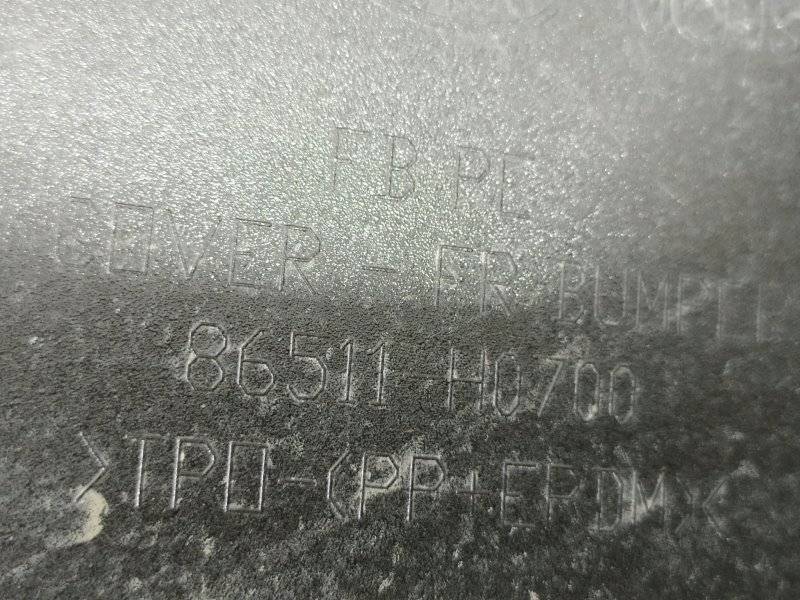 FB PE
COVER - FR BUMPER
86511-H0700
>TPO-(PP+EPDM)<